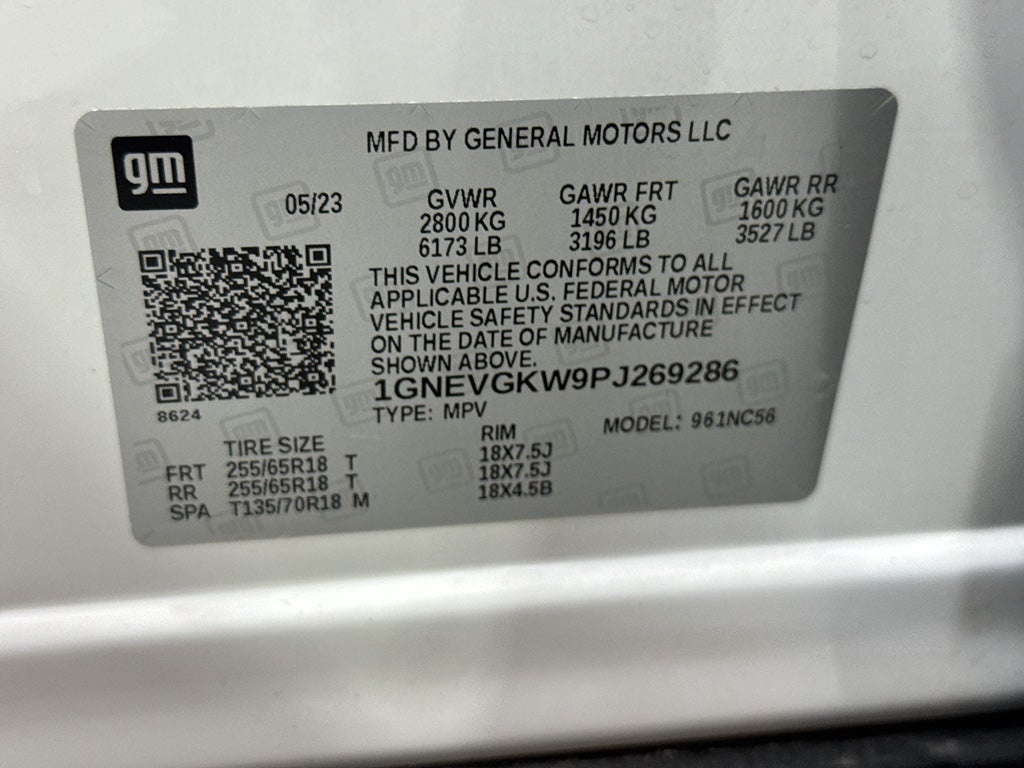 gm
MFD BY GENERAL MOTORS LLC
05/23
GVWR GAWR FRT GAWR RR
2800 KG 1450 KG 1600 KG
6173 LB 3196 LB 3527 LB
THIS VEHICLE CONFORMS TO ALL
APPLICABLE U.S. FEDERAL MOTOR
VEHICLE SAFETY STANDARDS IN EFFECT
ON THE DATE OF MANUFACTURE
SHOWN ABOVE.
1GNEVGKW9PJ269286
8624
TYPE: MPV MODEL: 961NC56
TIRE SIZE RIM
FRT 255/65R18 T 18X7.5J
RR 255/65R18 T 18X7.5J
SPA T135/70R18 M 18X4.5B